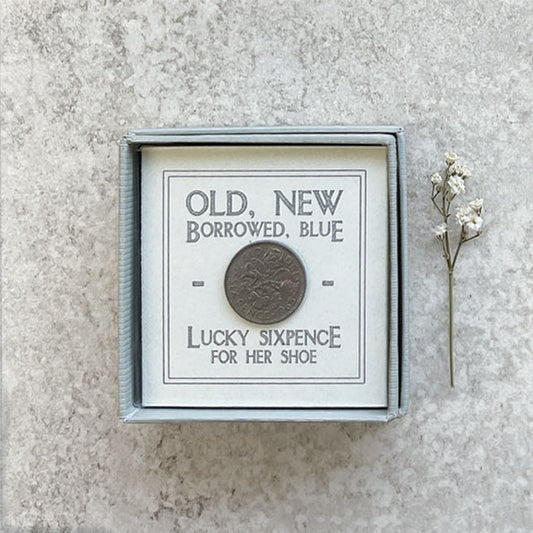 OLD, NEW
BORROWED, BLUE
LUCKY SIXPENCE
FOR HER SHOE